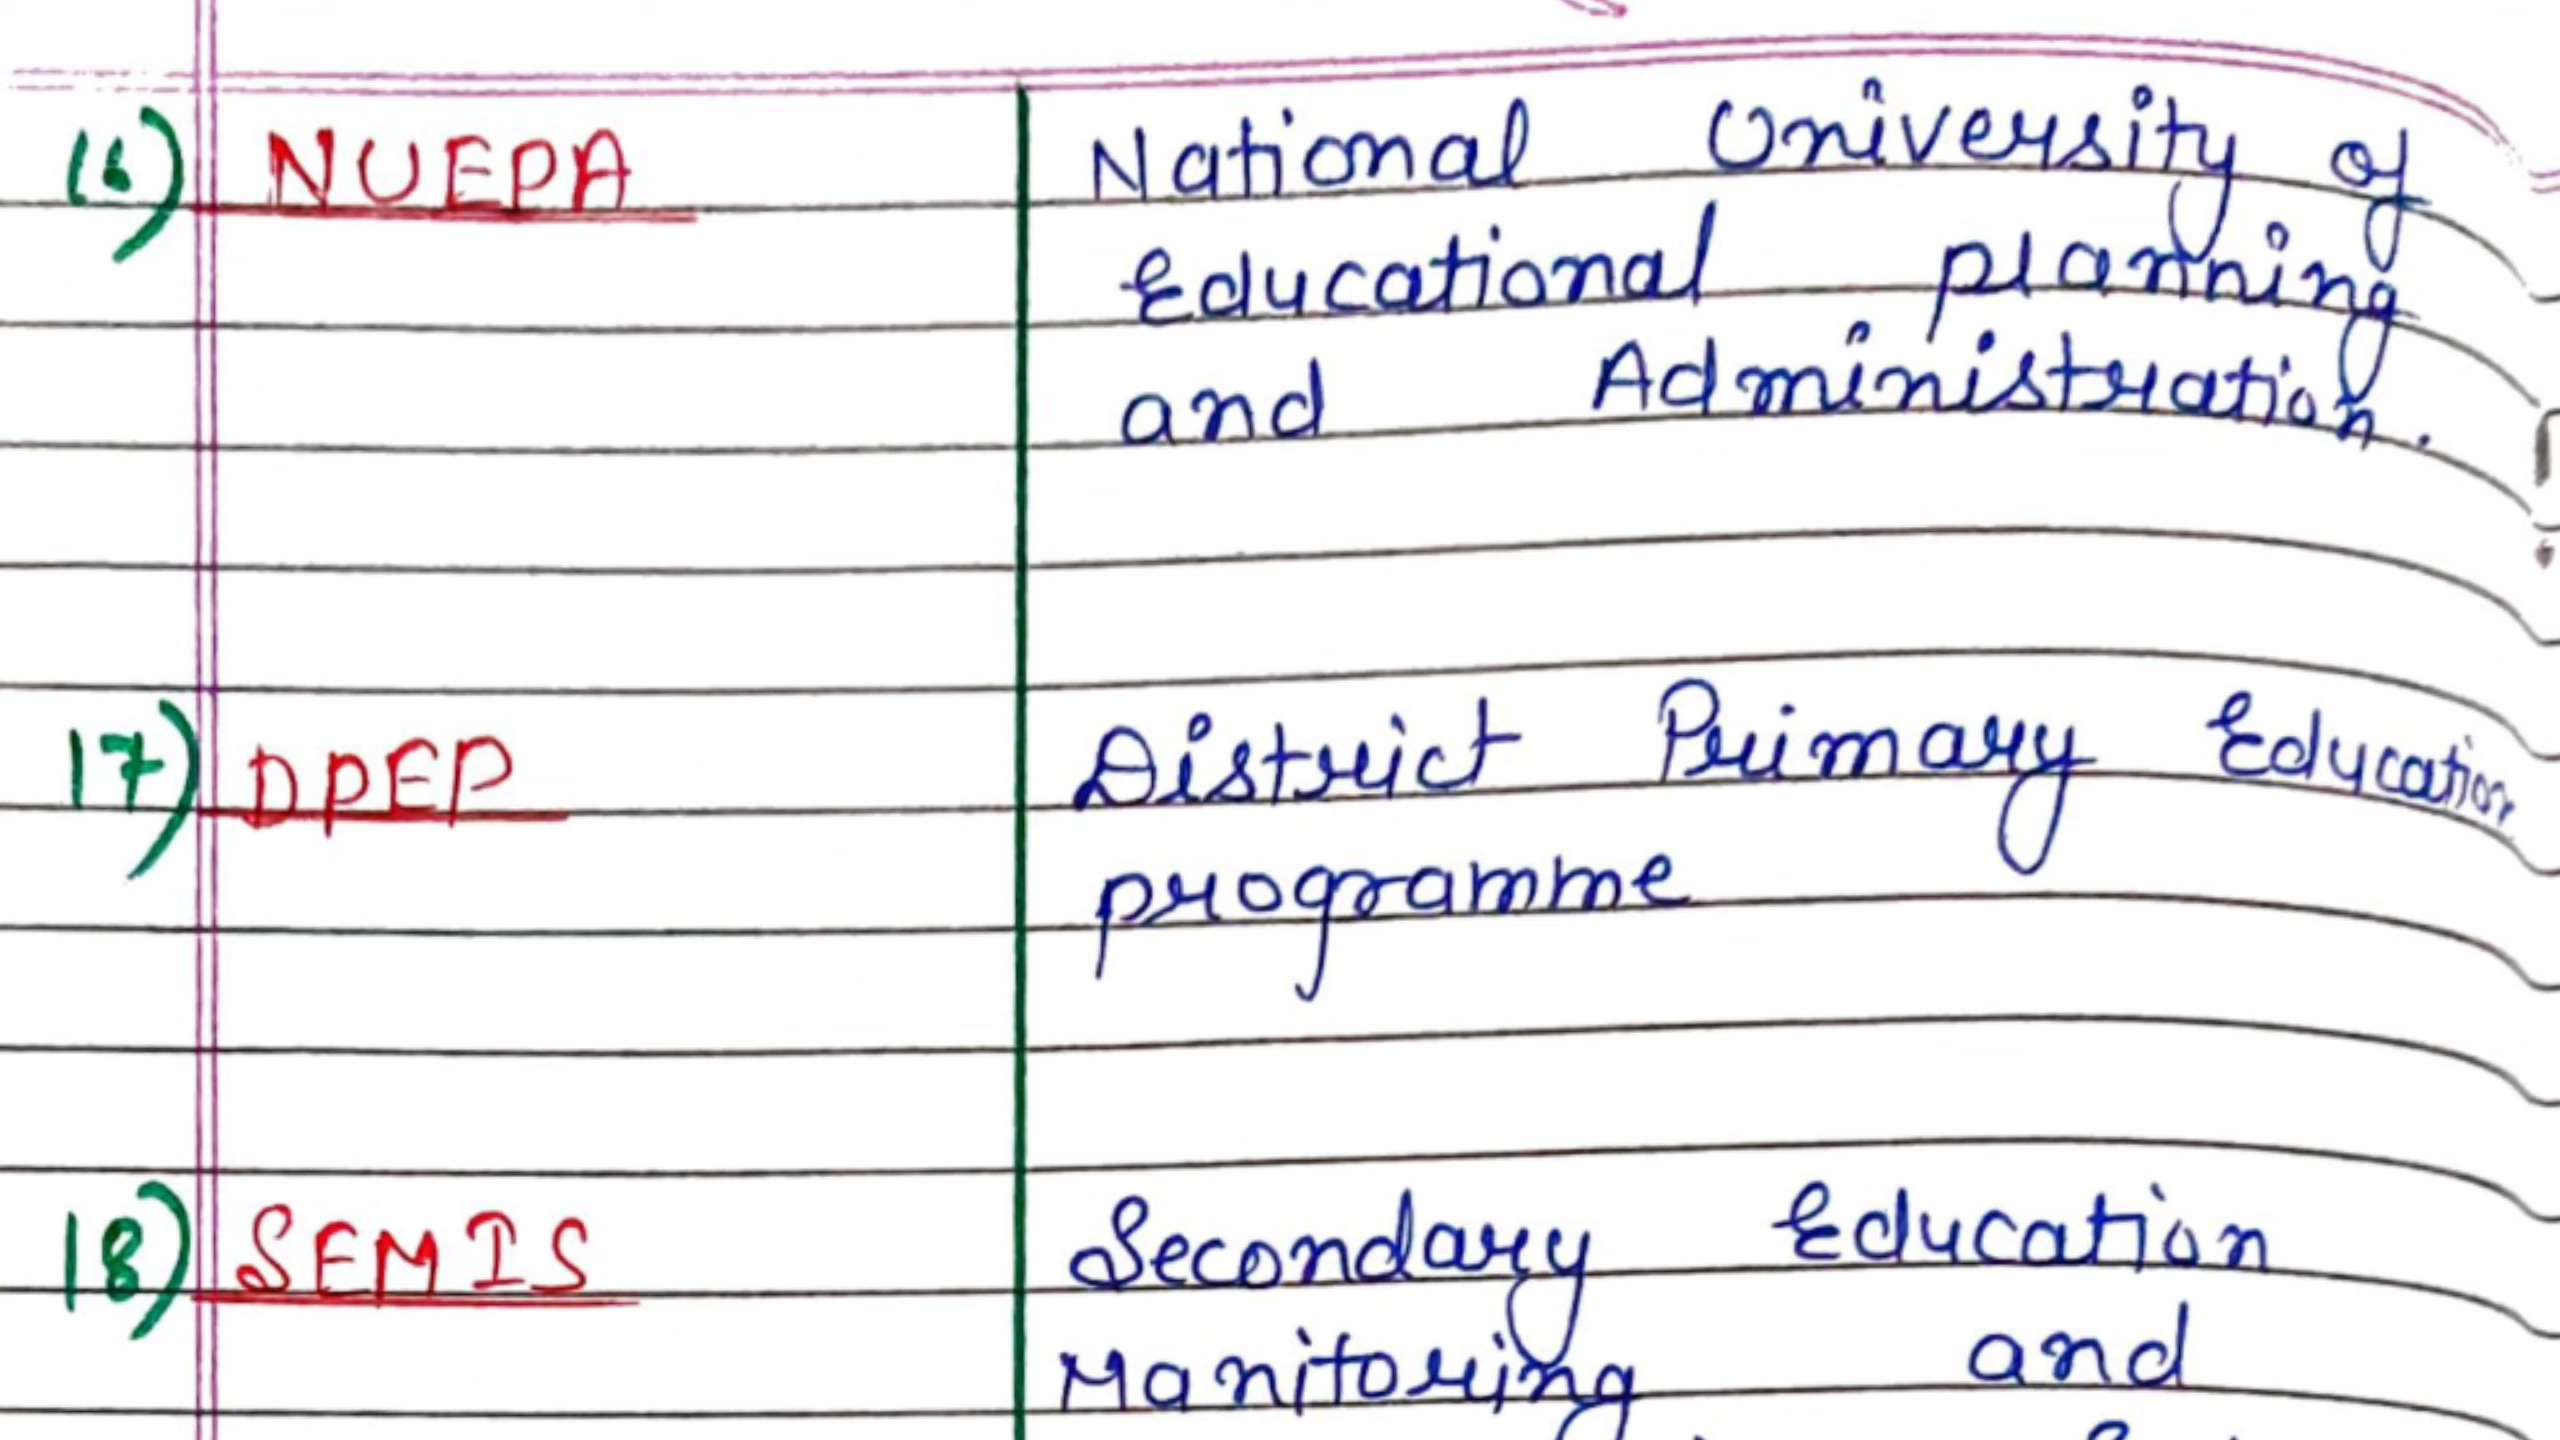 16) NUEPA National University of
Educational planning
and Administration.
17) DPEP District Primary Education
programme
18) SEMIS Secondary Education
Manitoring and